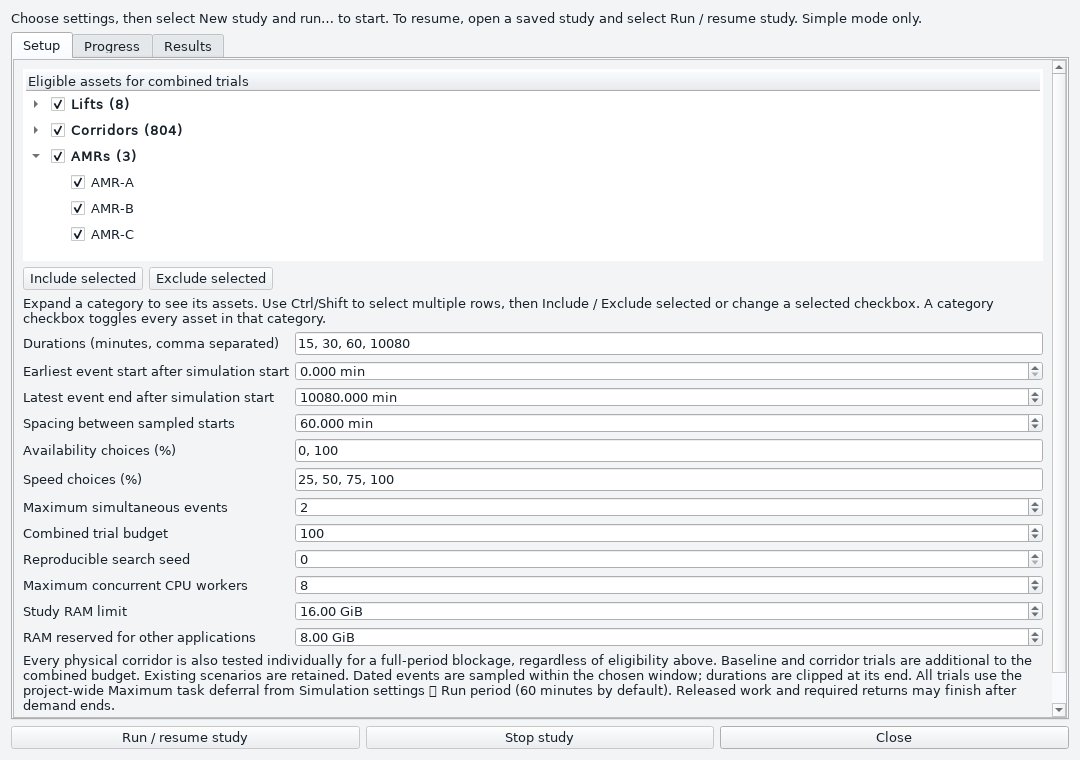 Choose settings, then select New study and run... to start. To resume, open a saved study and select Run / resume study. Simple mode only.
Setup
Progress
Results
Eligible assets for combined trials
Lifts (8)
Corridors (804)
AMRs (3)
AMR-A
AMR-B
AMR-C
Include selected
Exclude selected
Expand a category to see its assets. Use Ctrl/Shift to select multiple rows, then Include / Exclude selected or change a selected checkbox. A category
checkbox toggles every asset in that category.
Durations (minutes, comma separated) 15, 30, 60, 10080
Earliest event start after simulation start 0.000 min
Latest event end after simulation start 10080.000 min
Spacing between sampled starts 60.000 min
Availability choices (%) 0, 100
Speed choices (%) 25, 50, 75, 100
Maximum simultaneous events 2
Combined trial budget 100
Reproducible search seed 0
Maximum concurrent CPU workers 8
Study RAM limit 16.00 GiB
RAM reserved for other applications 8.00 GiB
Every physical corridor is also tested individually for a full-period blockage, regardless of eligibility above. Baseline and corridor trials are additional to the
combined budget. Existing scenarios are retained. Dated events are sampled within the chosen window; durations are clipped at its end. All trials use the
project-wide Maximum task deferral from Simulation settings ▯ Run period (60 minutes by default). Released work and required returns may finish after
demand ends.
Run / resume study
Stop study
Close